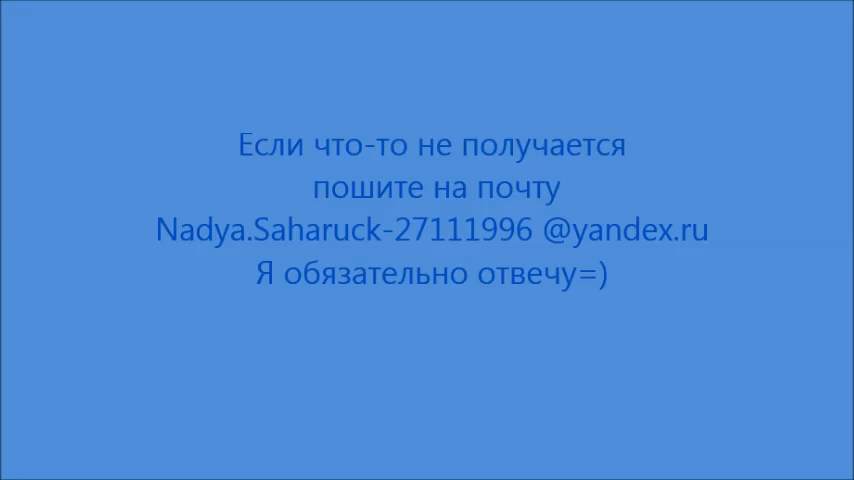 Если что-то не получается
пошите на почту
Nadya.Saharuck-27111996 @yandex.ru
Я обязательно отвечу=)